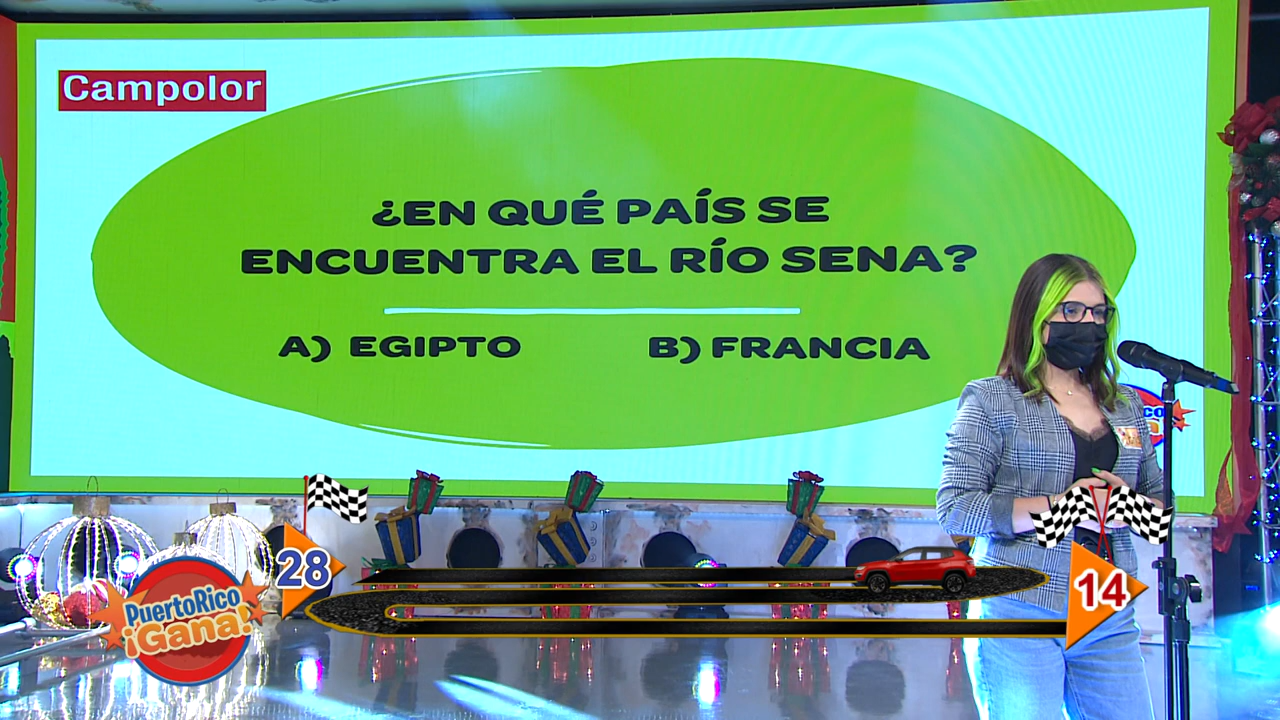 Campolor
¿EN QUÉ PAÍS SE
ENCUENTRA EL RÍO SENA?
A) EGIPTO
B) FRANCIA
28
14
PuertoRico
¡Gana!